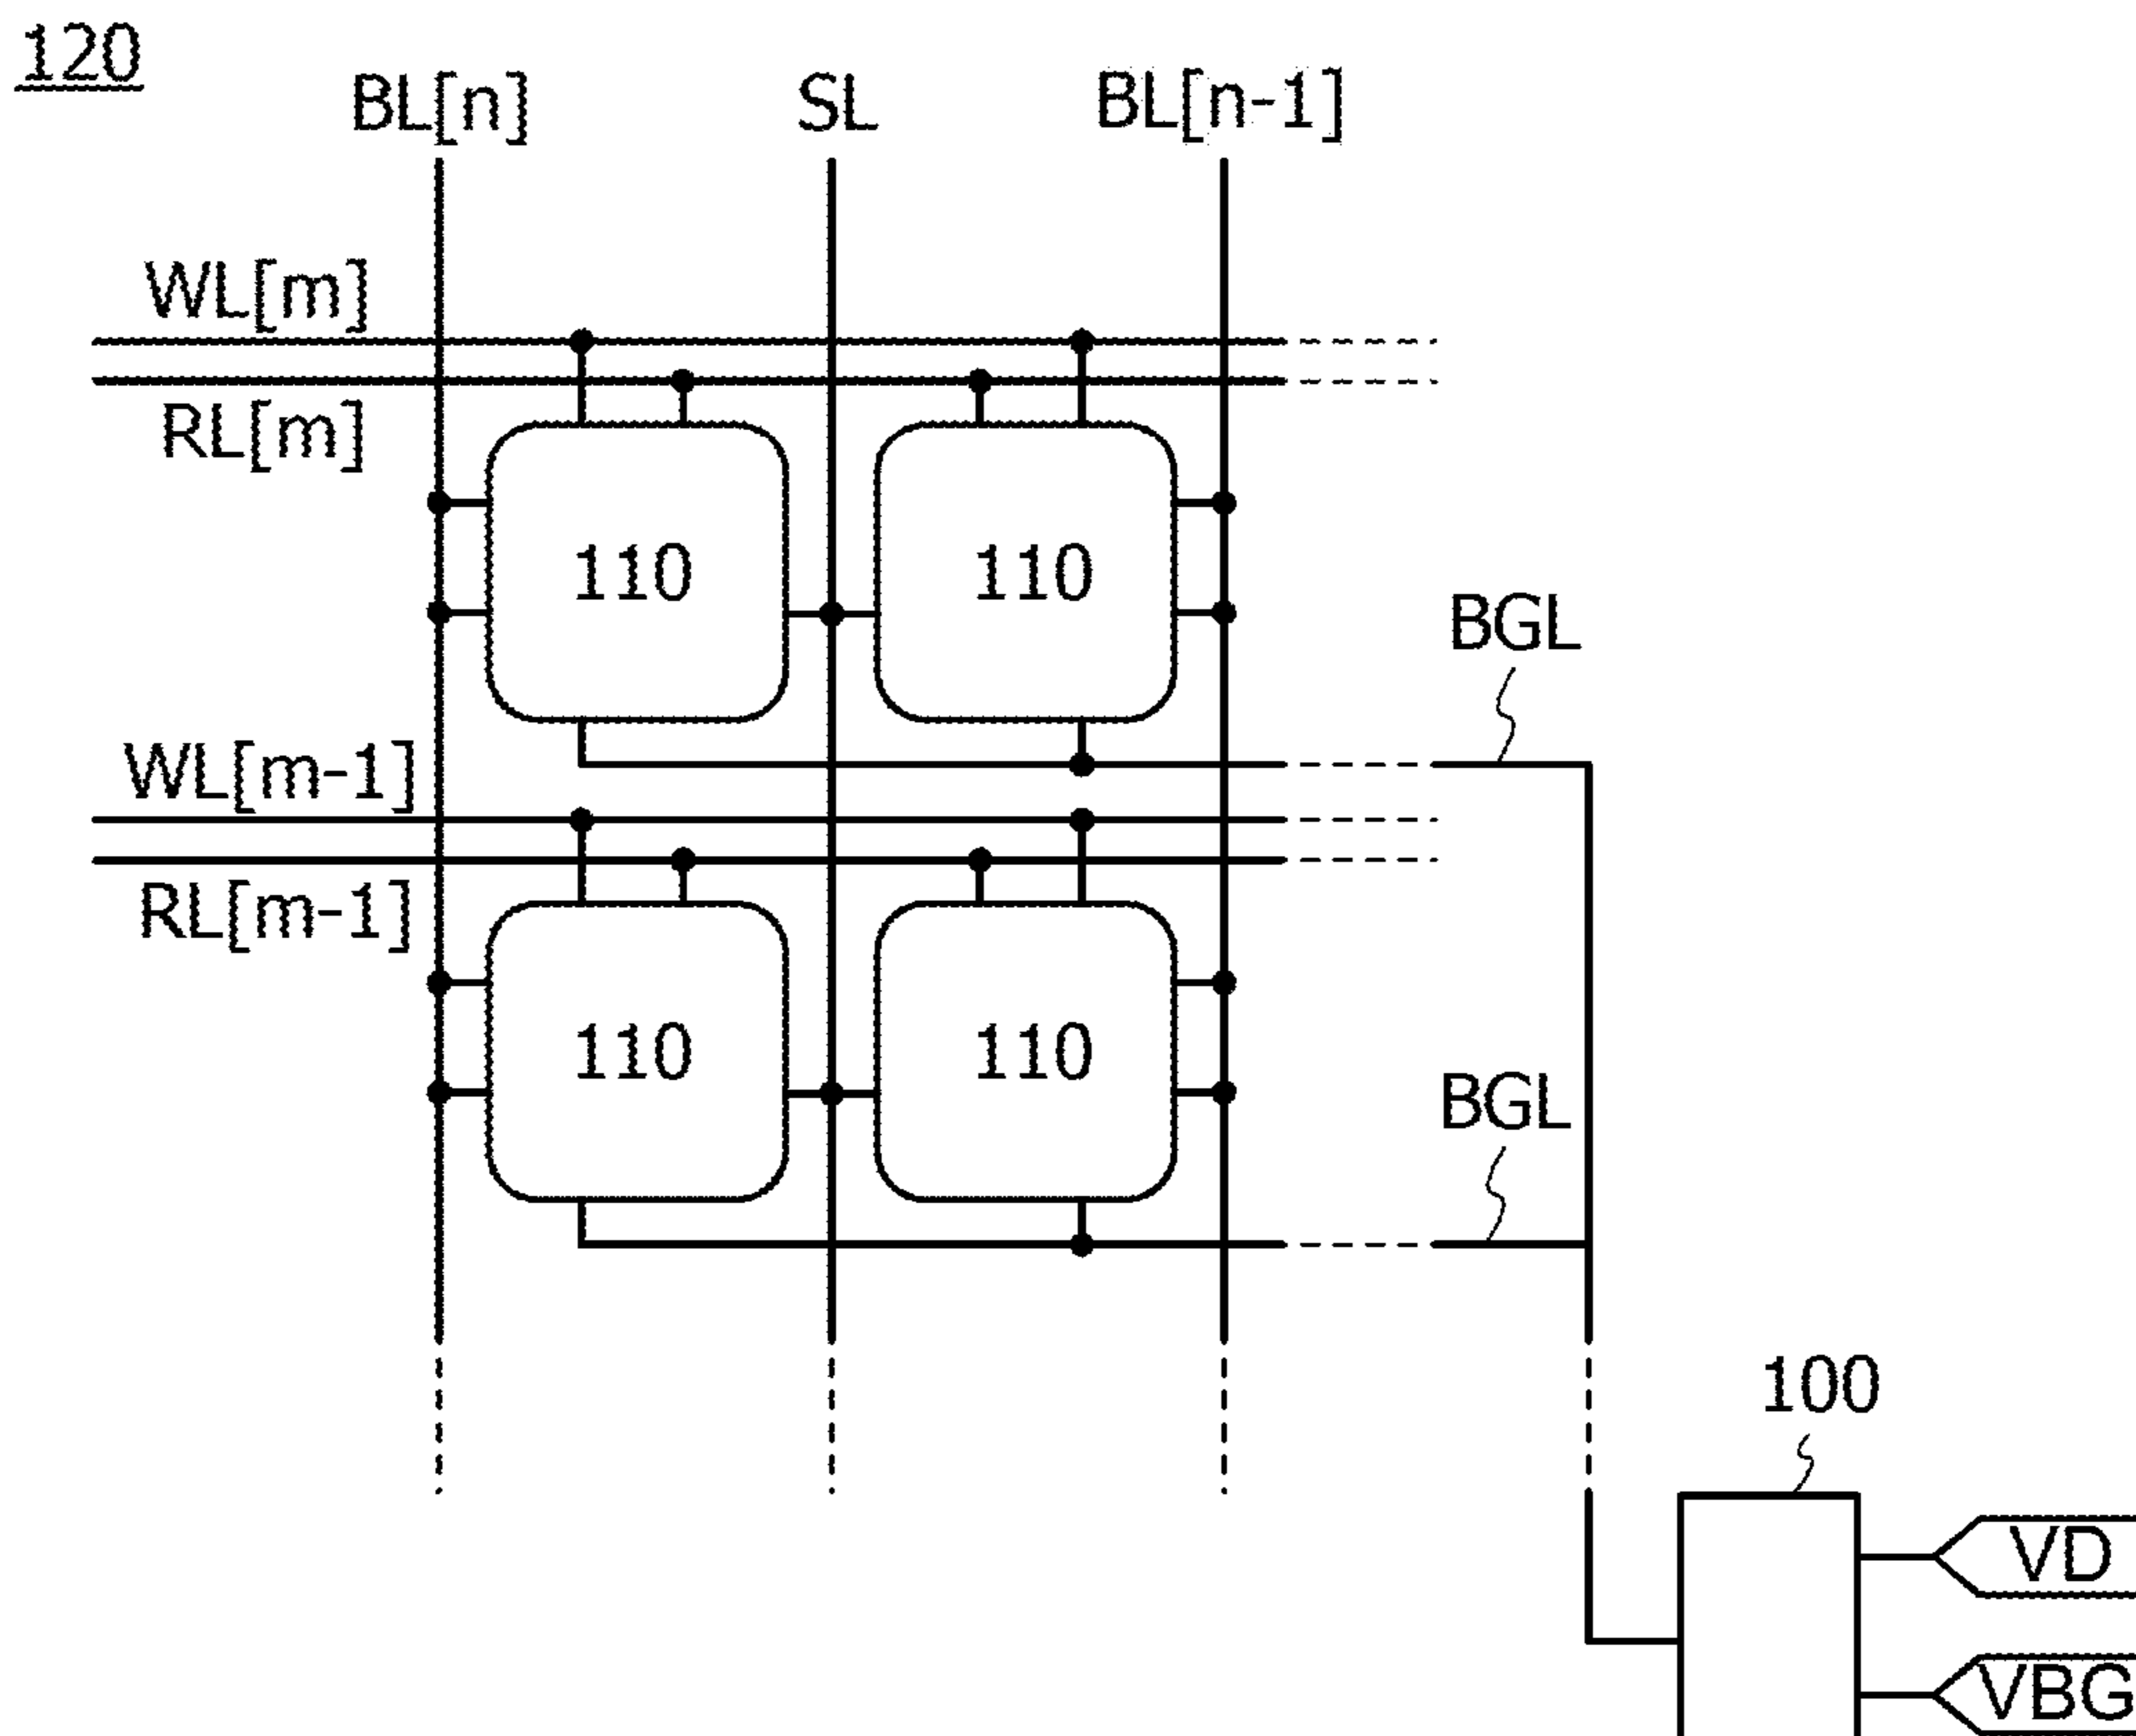 120
BL[n] SL BL[n-1]
WL[m]
RL[m]
110 110
BGL
WL[m-1]
RL[m-1]
110 110
BGL
100
VD
VBG